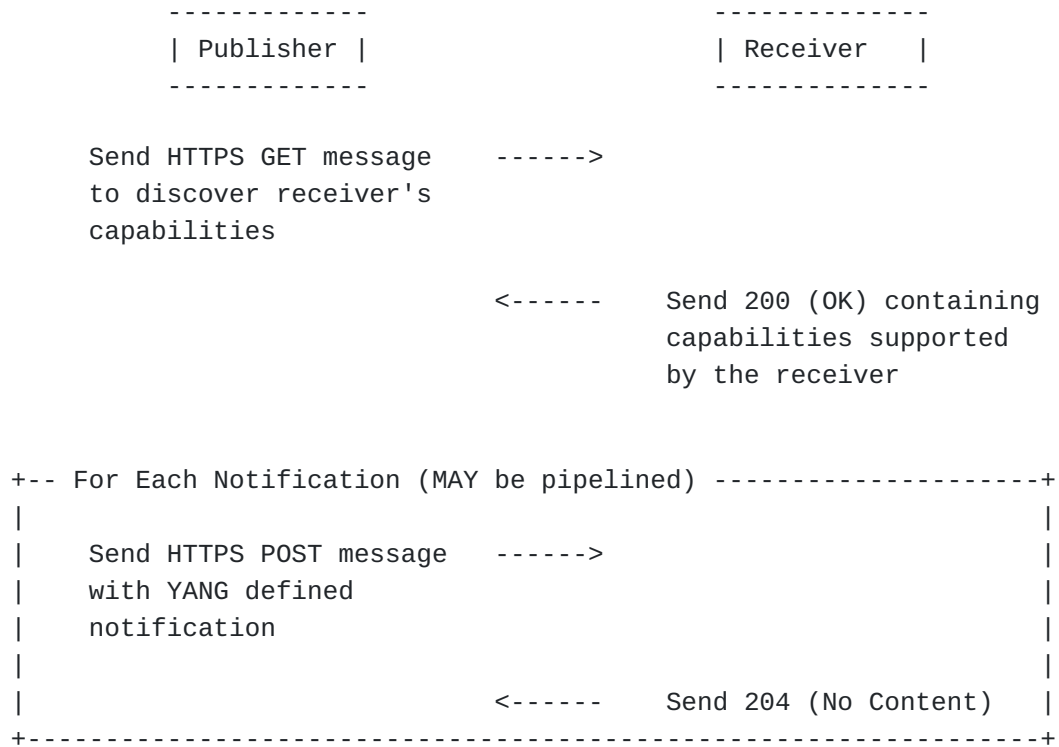 -------------                      --------------
| Publisher |                      | Receiver   |
-------------                      --------------
Send HTTPS GET message    ------>
to discover receiver's
capabilities
<------    Send 200 (OK) containing
capabilities supported
by the receiver
+-- For Each Notification (MAY be pipelined) ---------------------+
|                                                                  |
|    Send HTTPS POST message   ------>                             |
|    with YANG defined                                             |
|    notification                                                  |
|                                                                  |
|                              <------    Send 204 (No Content)   |
+-----------------------------------------------------------------+